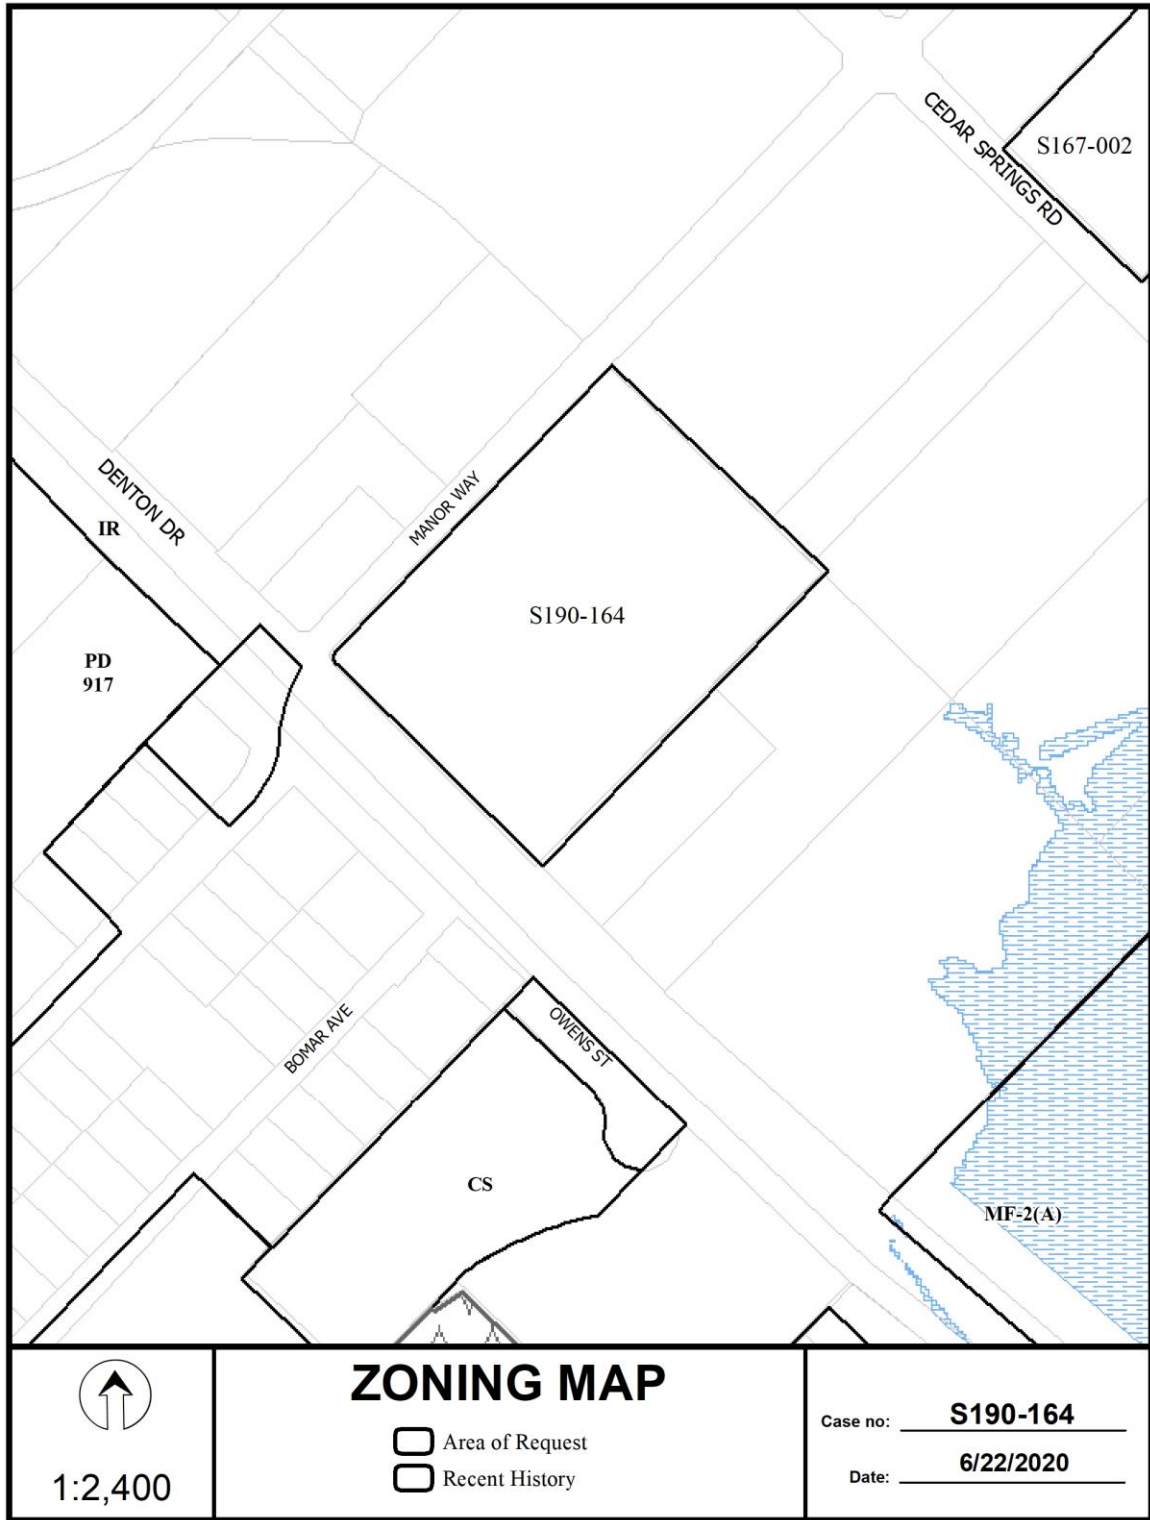 CEDAR SPRINGS RD
S167-002
DENTON DR
IR
MANOR WAY
S190-164
PD
917
OWENS ST
BOMAR AVE
CS
MF-2(A)
1:2,400
ZONING MAP
Area of Request
Recent History
Case no: S190-164
Date: 6/22/2020